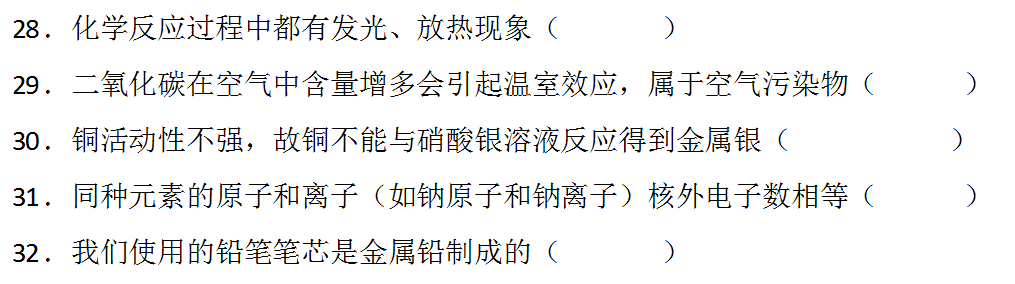 28．化学反应过程中都有发光、放热现象（　　　　）
29．二氧化碳在空气中含量增多会引起温室效应，属于空气污染物（　　　　）
30．铜活动性不强，故铜不能与硝酸银溶液反应得到金属银（　　　　　　）
31．同种元素的原子和离子（如钠原子和钠离子）核外电子数相等（　　　　）
32．我们使用的铅笔笔芯是金属铅制成的（　　　　）